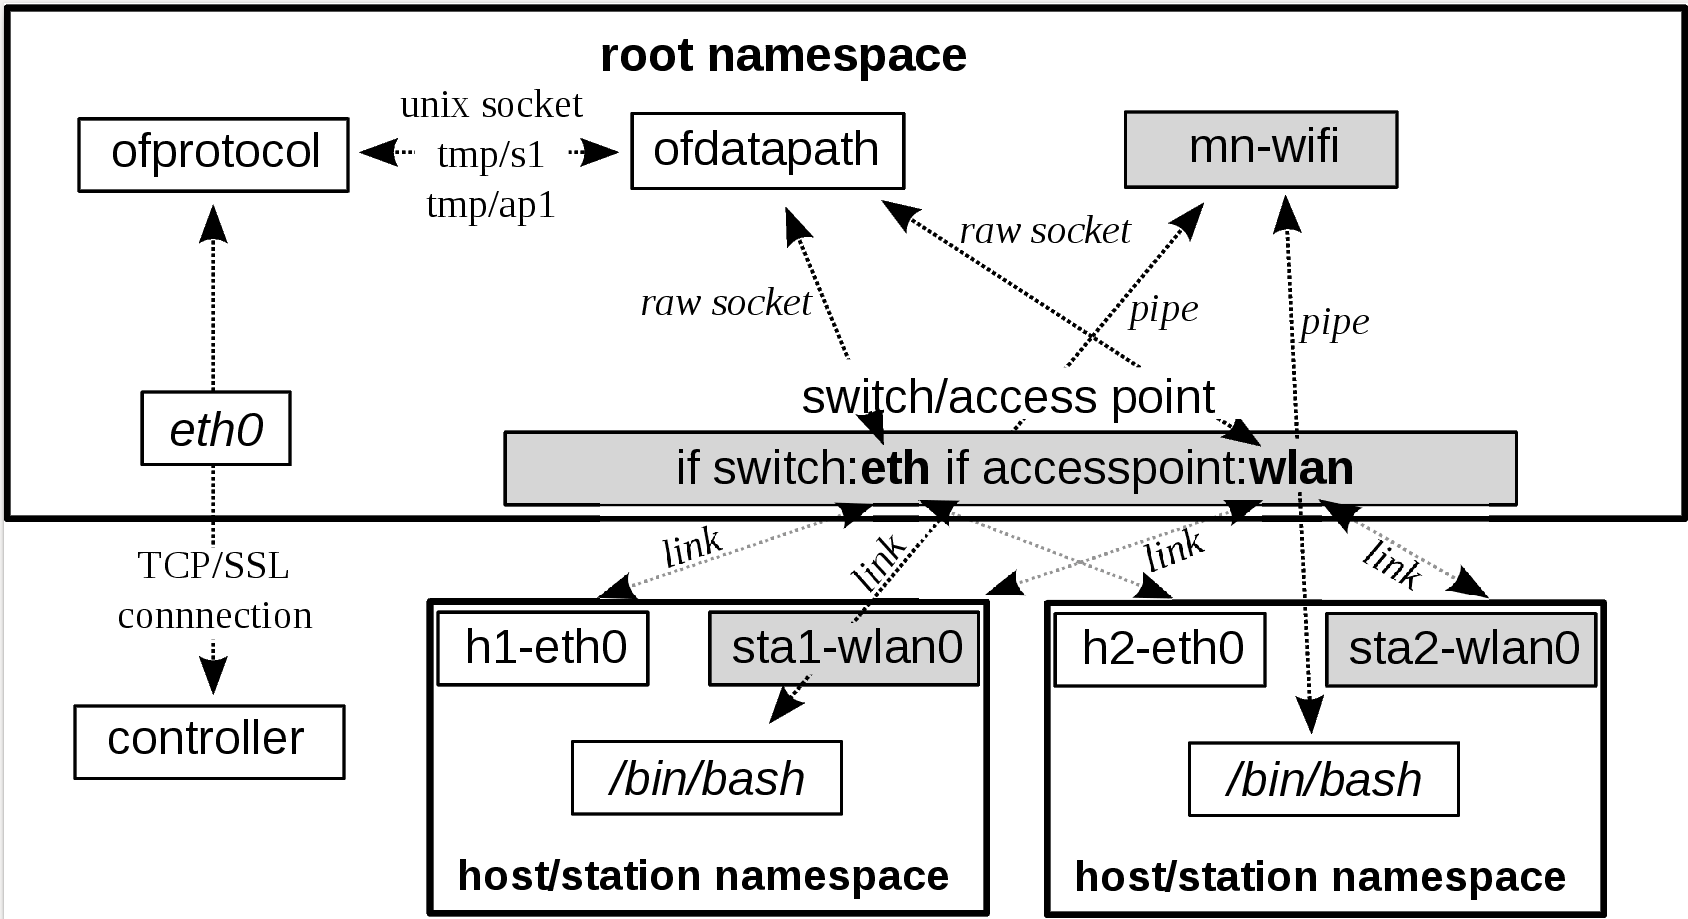 root namespace
unix socket
tmp/s1
tmp/ap1
ofprotocol
ofdatapath
mn-wifi
raw socket
raw socket
pipe
pipe
switch/access point
eth0
if switch:eth if accesspoint:wlan
link
link
link
link
TCP/SSL
connnection
controller
h1-eth0
sta1-wlan0
/bin/bash
host/station namespace
h2-eth0
sta2-wlan0
/bin/bash
host/station namespace